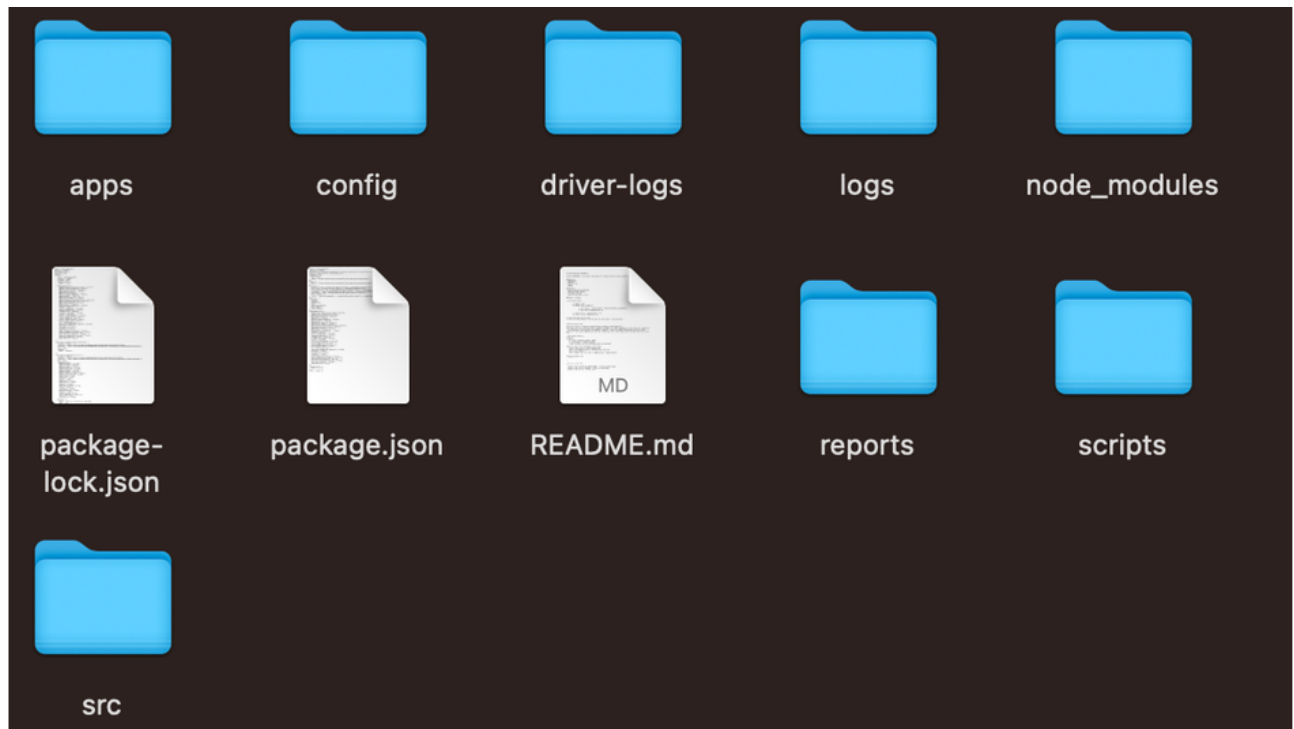 apps
config
driver-logs
logs
node_modules
package-
lock.json
package.json
MD
README.md
reports
scripts
src